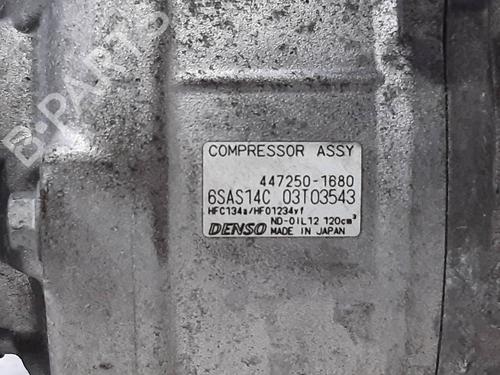 B-PARTS
COMPRESSOR ASSY
447250-1680
6SAS14C 03T03543
HFC134a/HFO1234yf
ND-OIL12 120cm³
DENSO MADE IN JAPAN